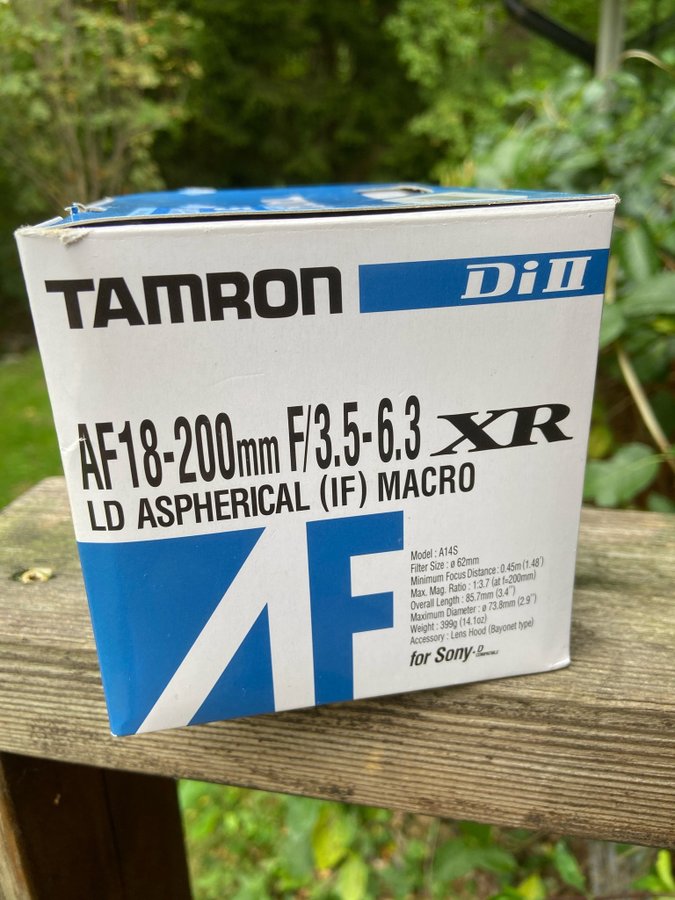 TAMRON
Di II
AF18-200mm F/3.5-6.3 XR
LD ASPHERICAL (IF) MACRO
AF
Model : A14S
Filter Size : ø 62mm
Minimum Focus Distance : 0.45m (1.48')
Max. Mag. Ratio : 1:3.7 (at f=200mm)
Overall Length : 85.7mm (3.4")
Maximum Diameter : ø 73.8mm (2.9")
Weight : 399g (14.1oz)
Accessory : Lens Hood (Bayonet type)
for Sony-D
COMPATIBLE